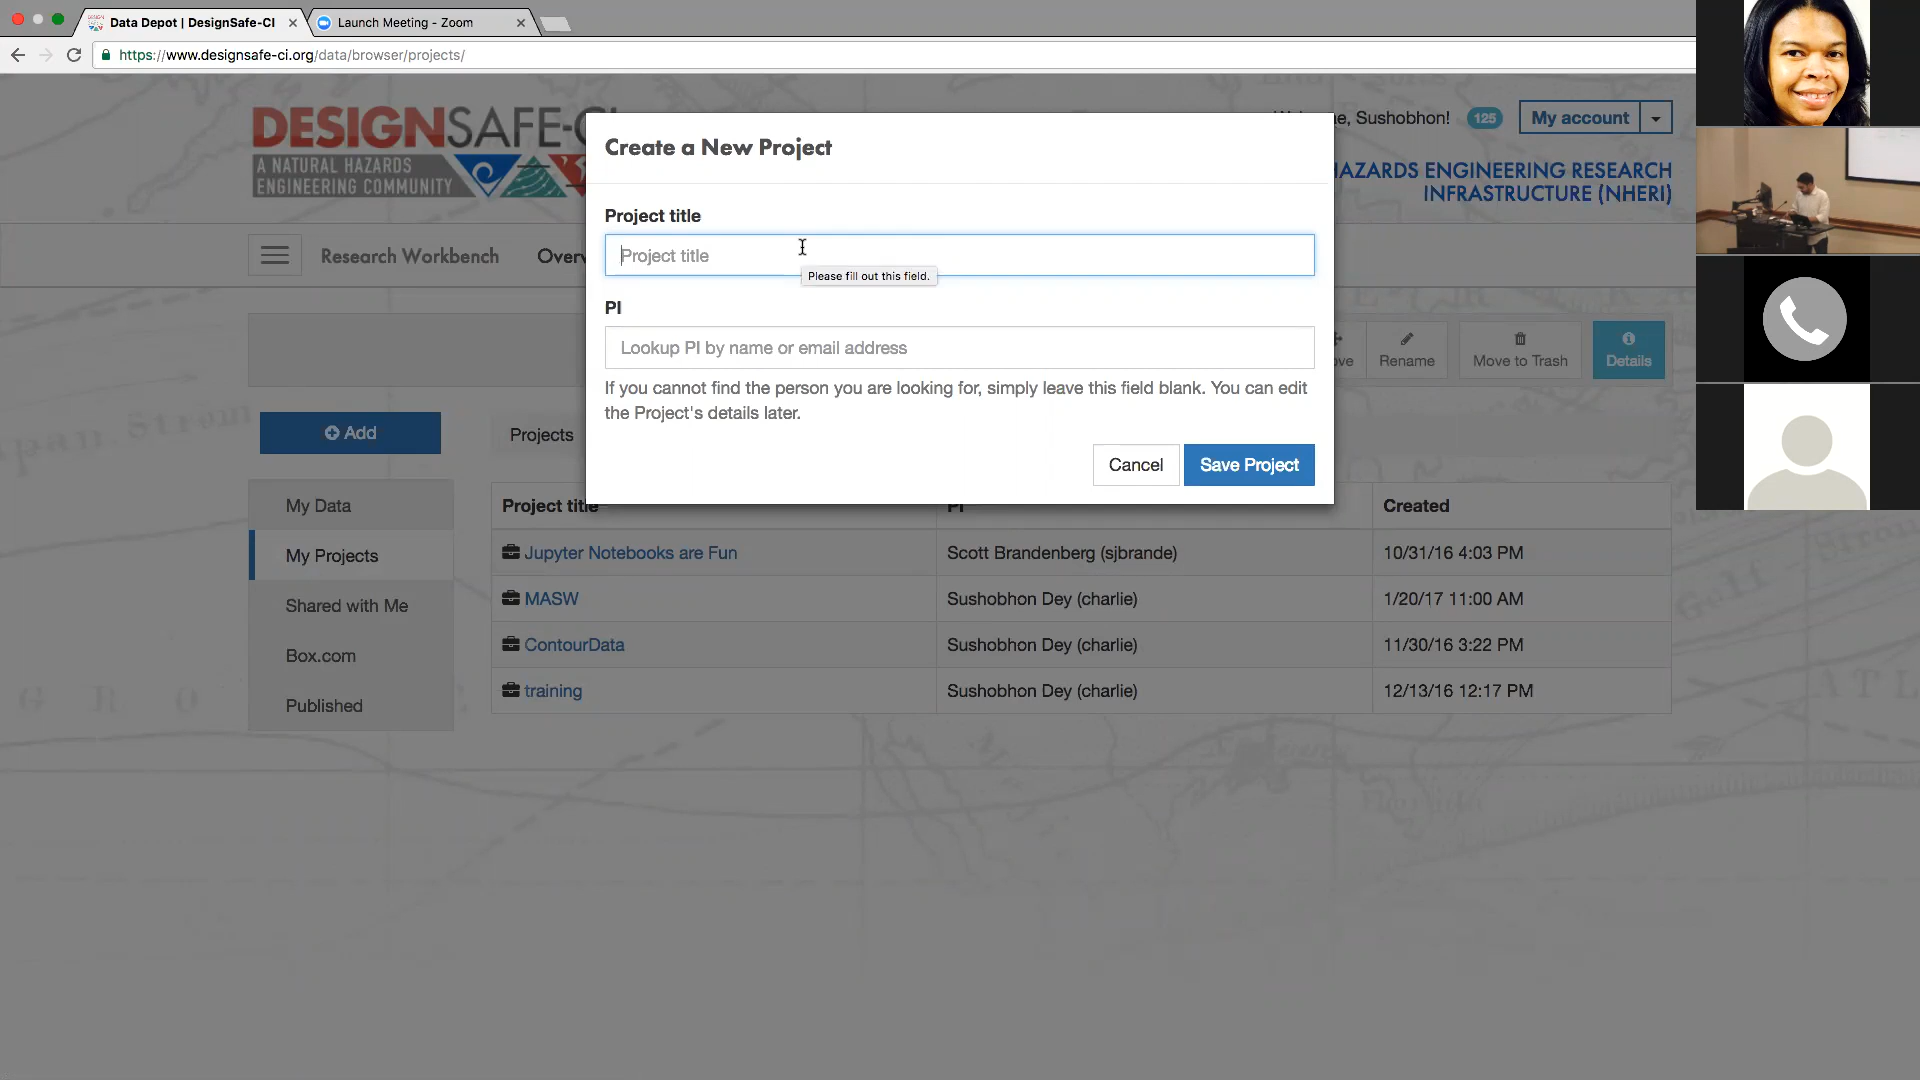 Data Depot | DesignSafe-CI
Launch Meeting - Zoom
https://www.designsafe-ci.org/data/browser/projects/
DESIGNSAFE-C
A NATURAL HAZARDS
ENGINEERING COMMUNITY
e, Sushobhon!
125
My account
HAZARDS ENGINEERING RESEARCH
INFRASTRUCTURE (NHERI)
Create a New Project
Project title
Project title
Please fill out this field.
PI
Lookup PI by name or email address
If you cannot find the person you are looking for, simply leave this field blank. You can edit
the Project's details later.
Cancel
Save Project
Research Workbench
Overv
ove
Rename
Move to Trash
Details
Add
Projects
My Data
My Projects
Shared with Me
Box.com
Published
Project title
PI
Created
Jupyter Notebooks are Fun
Scott Brandenberg (sjbrande)
10/31/16 4:03 PM
MASW
Sushobhon Dey (charlie)
1/20/17 11:00 AM
ContourData
Sushobhon Dey (charlie)
11/30/16 3:22 PM
training
Sushobhon Dey (charlie)
12/13/16 12:17 PM